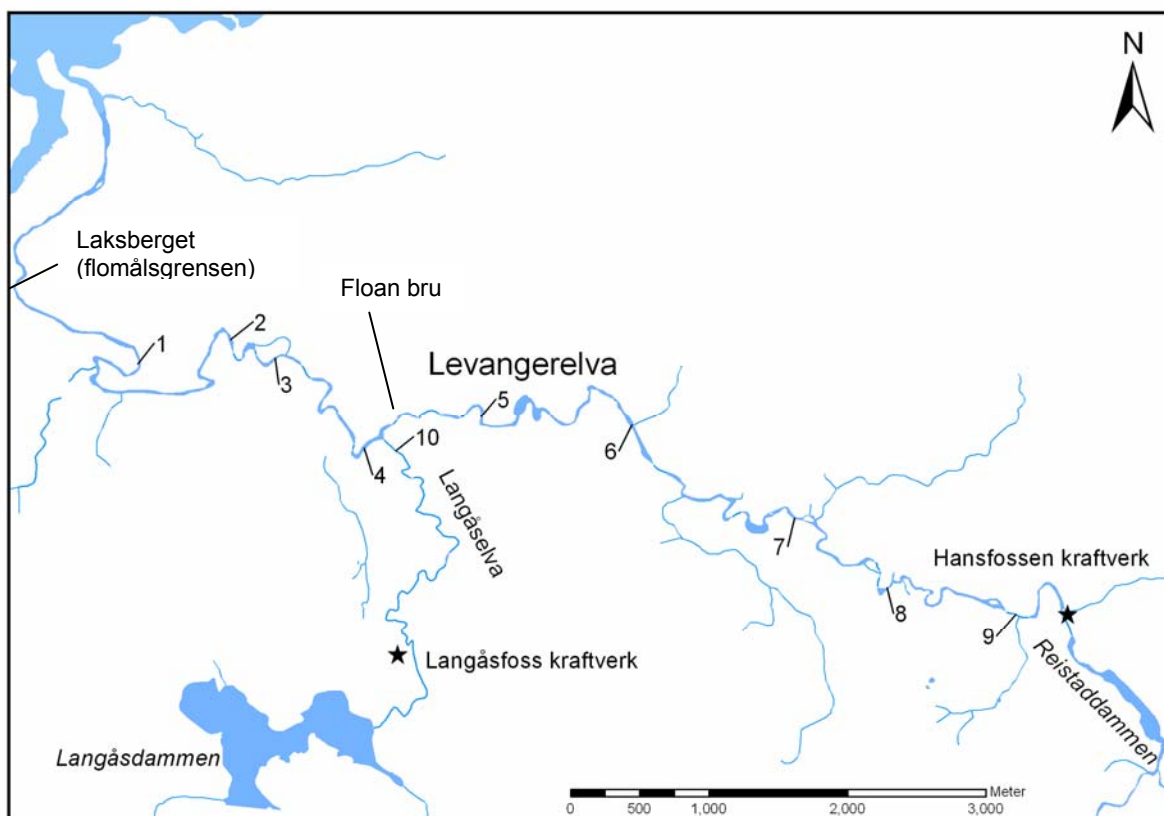 N
Laksberget
(flomålsgrensen)
Floan bru
2
1
3
Levangerelva
5
10
4
6
Langåselva
7
Hansfossen kraftverk
8
9
Reistaddammen
Langåsfoss kraftverk
Langåsdammen
Meter
0 500 1,000 2,000 3,000